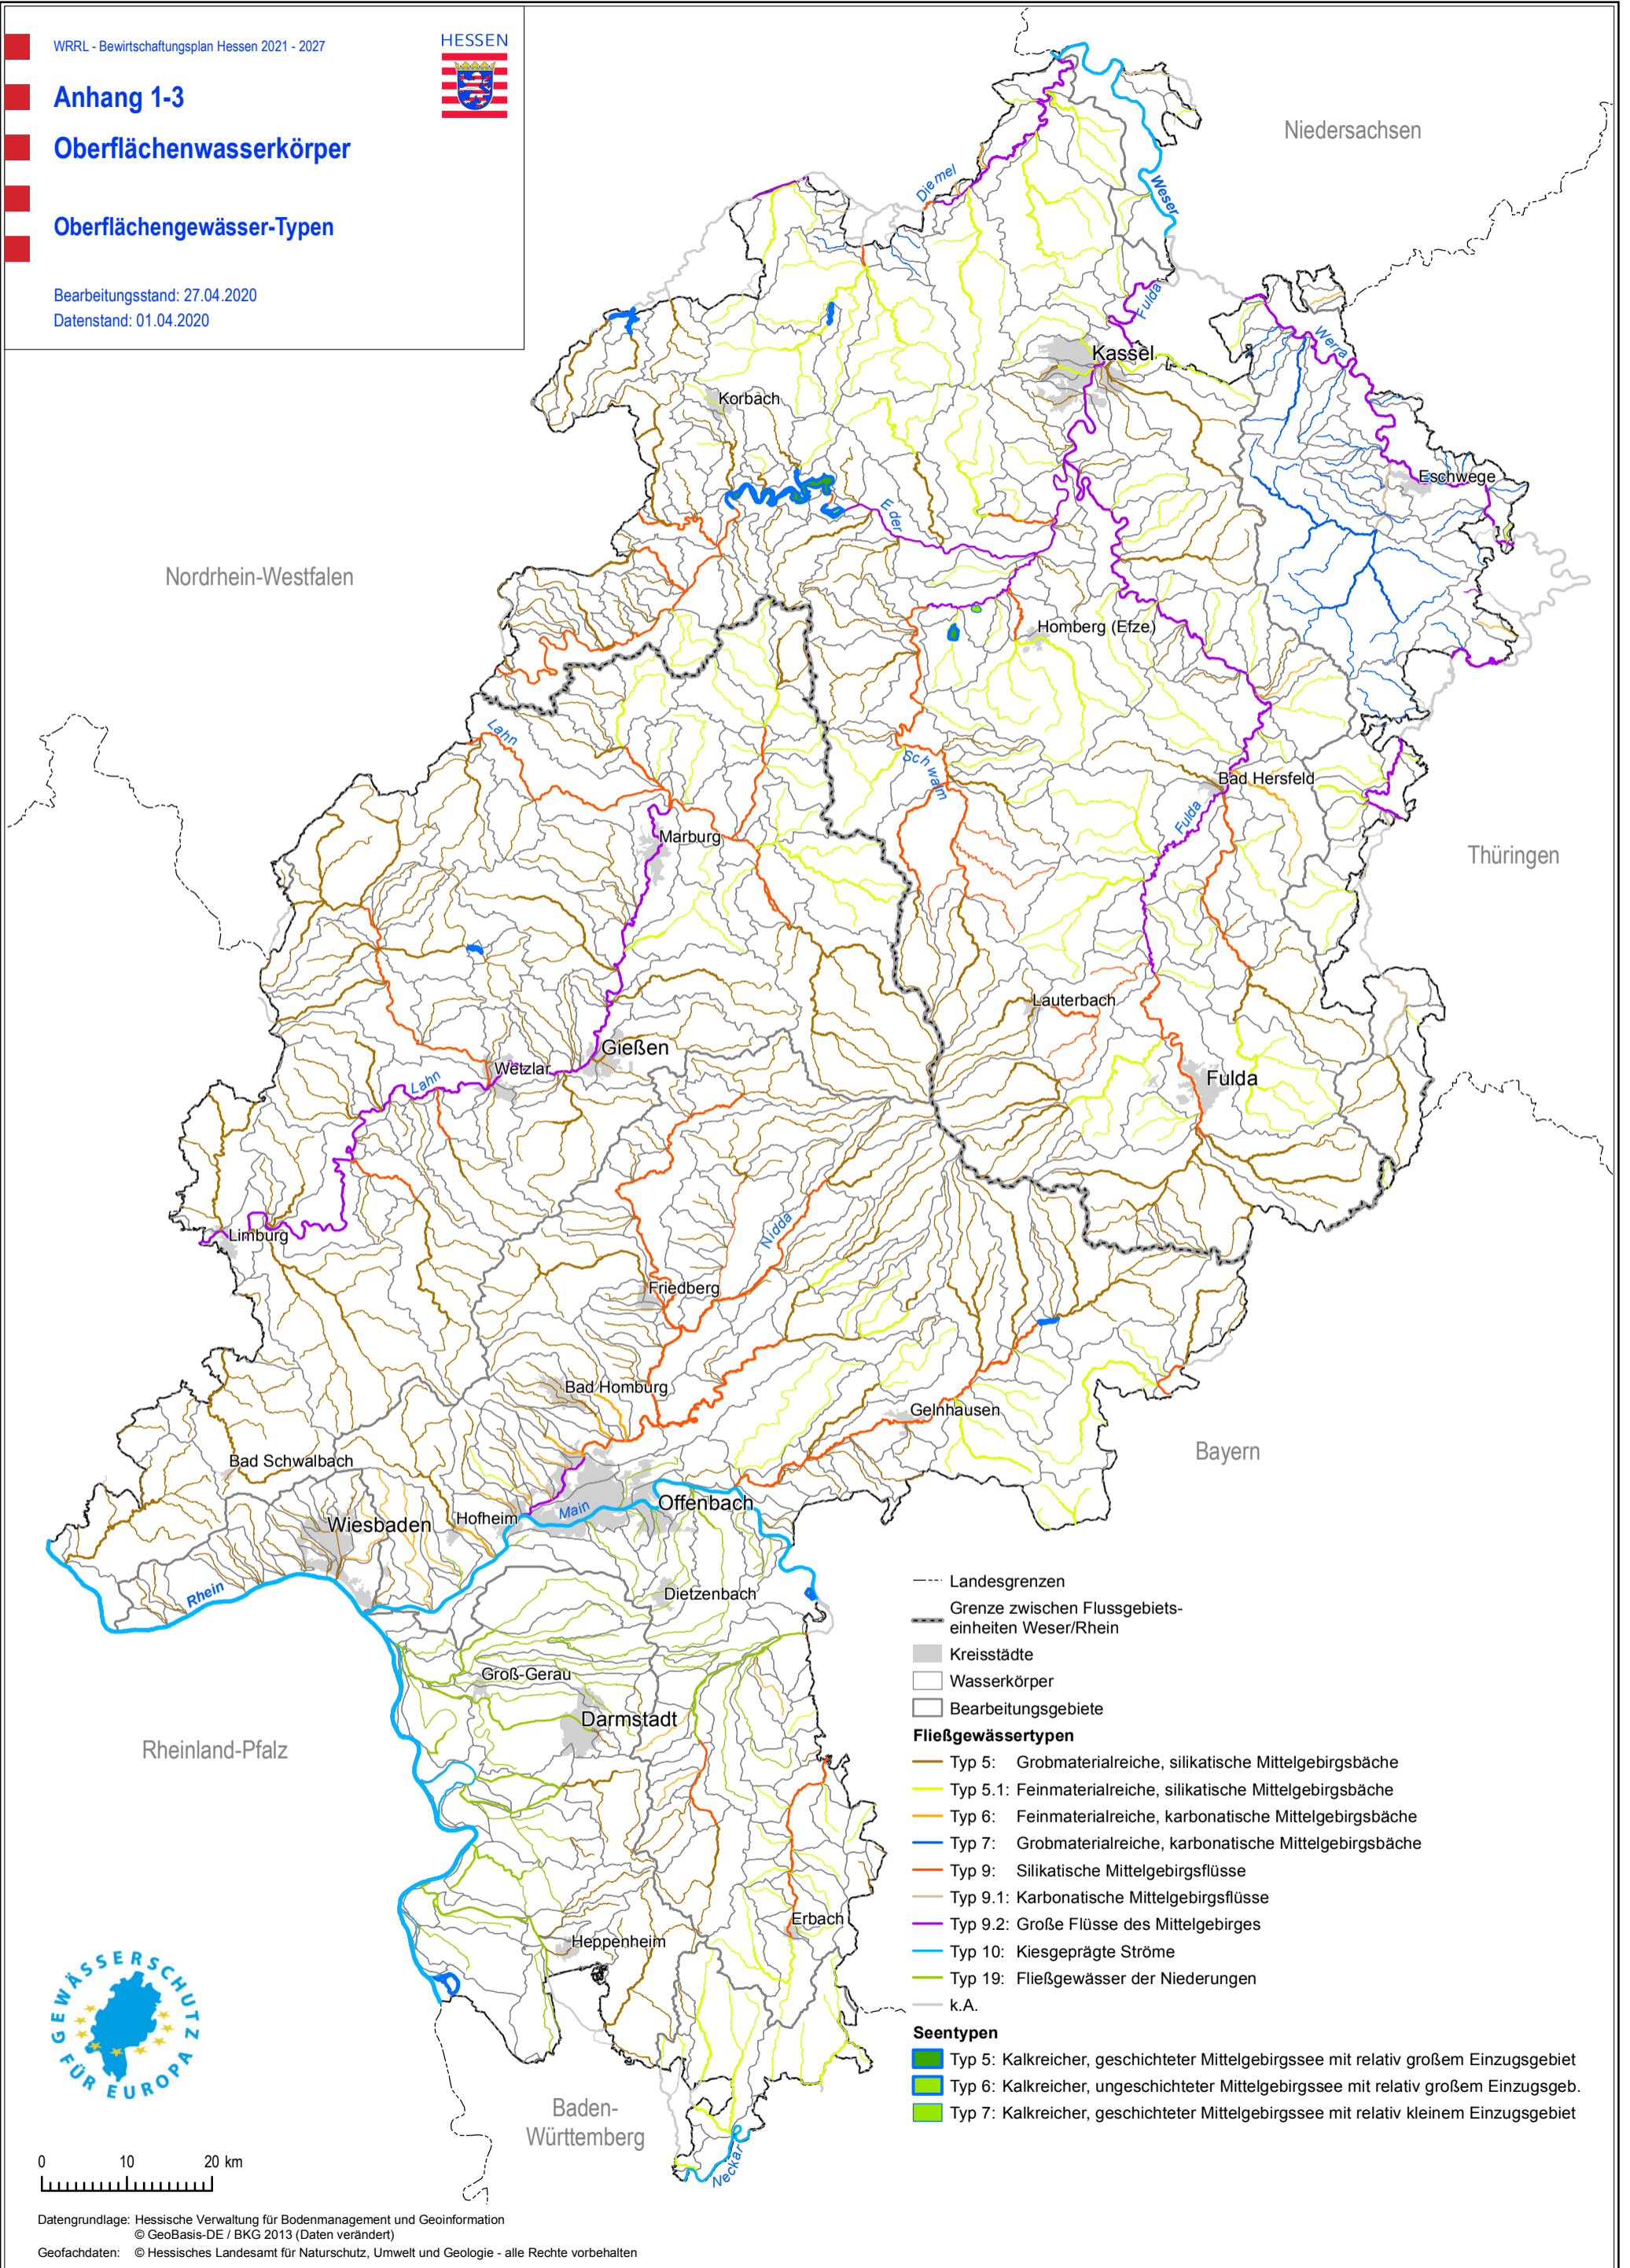 WRRL - Bewirtschaftungsplan Hessen 2021 - 2027
HESSEN
Anhang 1-3
Oberflächenwasserkörper
Oberflächengewässer-Typen
Bearbeitungsstand: 27.04.2020
Datenstand: 01.04.2020
Niedersachsen
Diemel
Weser
Fulda
Werra
Kassel
Korbach
Eschwege
Eder
Nordrhein-Westfalen
Homberg (Efze)
Lahn
Schwalm
Bad Hersfeld
Fulda
Marburg
Thüringen
Lauterbach
Gießen
Wetzlar
Lahn
Fulda
Limburg
Nidda
Friedberg
Bad Homburg
Gelnhausen
Bayern
Bad Schwalbach
Offenbach
Main
Hofheim
Wiesbaden
Rhein
Dietzenbach
Groß-Gerau
Darmstadt
Rheinland-Pfalz
Erbach
Heppenheim
Baden-
Württemberg
Neckar
Landesgrenzen
Grenze zwischen Flussgebiets-
einheiten Weser/Rhein
Kreisstädte
Wasserkörper
Bearbeitungsgebiete
Fließgewässertypen
Typ 5: Grobmaterialreiche, silikatische Mittelgebirgsbäche
Typ 5.1: Feinmaterialreiche, silikatische Mittelgebirgsbäche
Typ 6: Feinmaterialreiche, karbonatische Mittelgebirgsbäche
Typ 7: Grobmaterialreiche, karbonatische Mittelgebirgsbäche
Typ 9: Silikatische Mittelgebirgsflüsse
Typ 9.1: Karbonatische Mittelgebirgsflüsse
Typ 9.2: Große Flüsse des Mittelgebirges
Typ 10: Kiesgeprägte Ströme
Typ 19: Fließgewässer der Niederungen
k.A.
Seentypen
Typ 5: Kalkreicher, geschichteter Mittelgebirgssee mit relativ großem Einzugsgebiet
Typ 6: Kalkreicher, ungeschichteter Mittelgebirgssee mit relativ großem Einzugsgeb.
Typ 7: Kalkreicher, geschichteter Mittelgebirgssee mit relativ kleinem Einzugsgebiet
GEWÄSSERSCHUTZ
FÜR EUROPA
0 10 20 km
Datengrundlage: Hessische Verwaltung für Bodenmanagement und Geoinformation
© GeoBasis-DE / BKG 2013 (Daten verändert)
Geofachdaten: © Hessisches Landesamt für Naturschutz, Umwelt und Geologie - alle Rechte vorbehalten